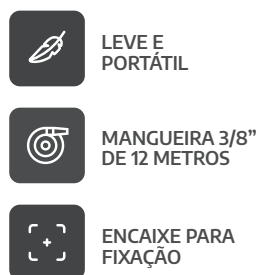 LEVE E
PORTÁTIL
MANGUEIRA 3/8”
DE 12 METROS
ENCAIXE PARA
FIXAÇÃO